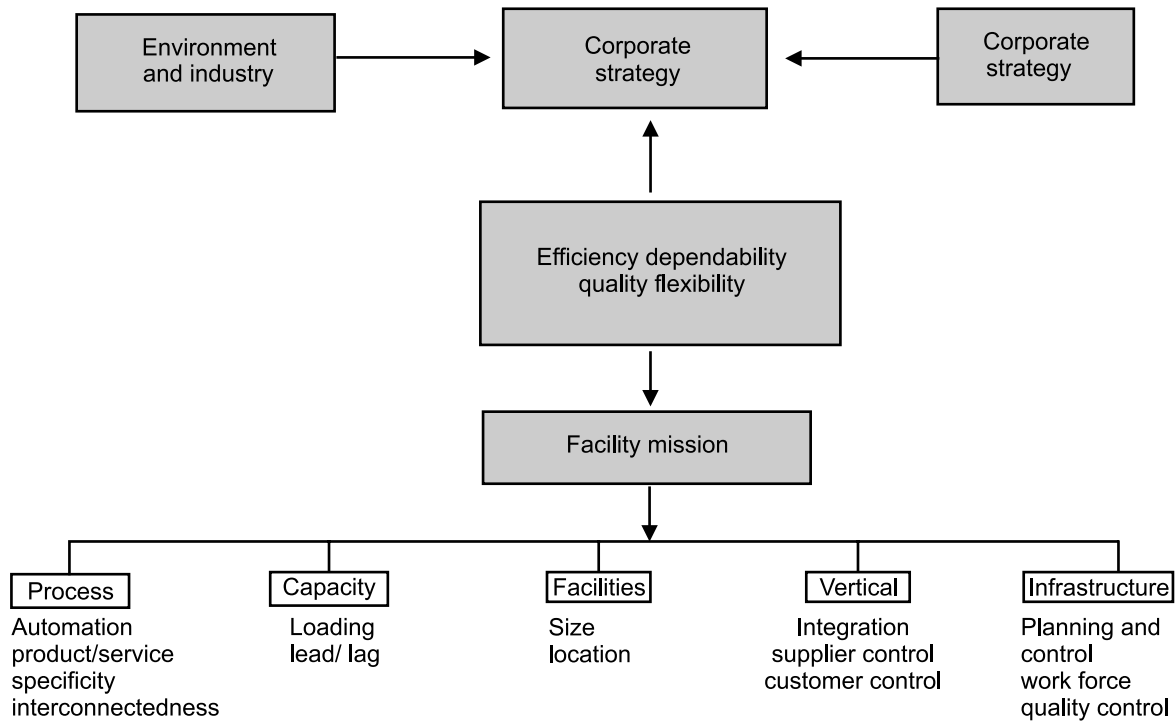 Environment
and industry
Corporate
strategy
Corporate
strategy
Efficiency dependability
quality flexibility
Facility mission
Process
Automation
product/service
specificity
interconnectedness
Capacity
Loading
lead/ lag
Facilities
Size
location
Vertical
Integration
supplier control
customer control
Infrastructure
Planning and
control
work force
quality control